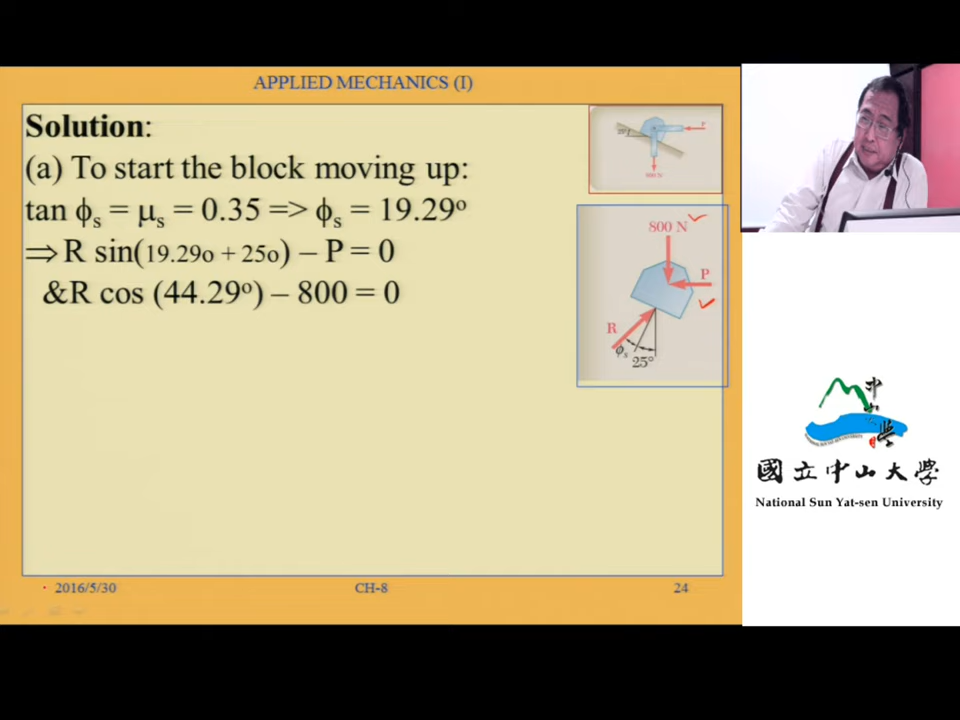 APPLIED MECHANICS (I)
Solution:
(a) To start the block moving up:
tan ϕs = μs = 0.35 => ϕs = 19.29º
⇒R sin(19.29o + 25o) – P = 0
&R cos (44.29º) – 800 = 0
P
800 N
800 N
P
R
ϕs
25°
2016/5/30
CH-8
24
國立中山大學
National Sun Yat-sen University